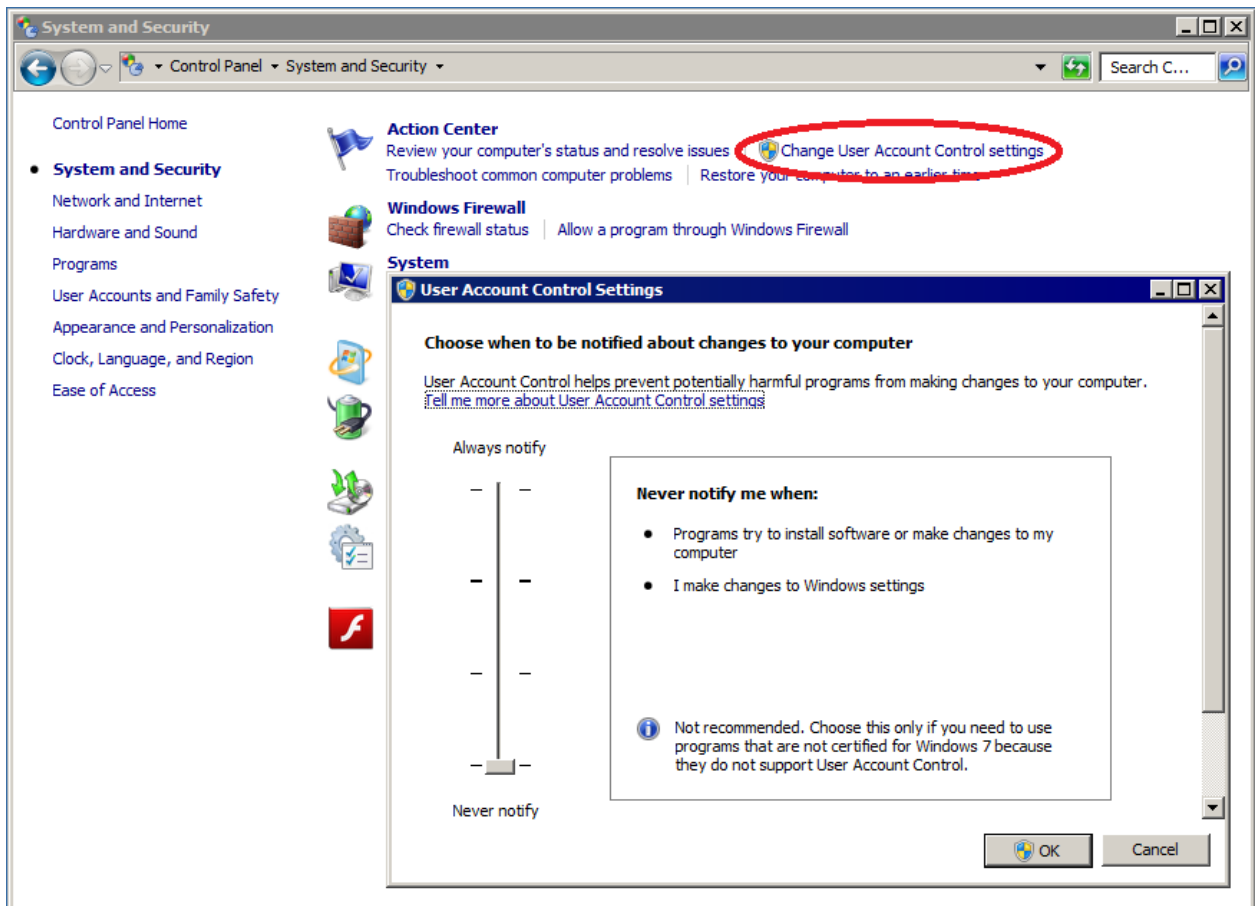 System and Security
Control Panel System and Security
Search C...
Control Panel Home
System and Security
Network and Internet
Hardware and Sound
Programs
User Accounts and Family Safety
Appearance and Personalization
Clock, Language, and Region
Ease of Access
Action Center
Review your computer's status and resolve issues
Change User Account Control settings
Troubleshoot common computer problems
Restore your computer to an earlier time
Windows Firewall
Check firewall status
Allow a program through Windows Firewall
System
User Account Control Settings
Choose when to be notified about changes to your computer
User Account Control helps prevent potentially harmful programs from making changes to your computer.
Tell me more about User Account Control settings
Always notify
Never notify me when:
Programs try to install software or make changes to my
computer
I make changes to Windows settings
Not recommended. Choose this only if you need to use
programs that are not certified for Windows 7 because
they do not support User Account Control.
Never notify
OK
Cancel